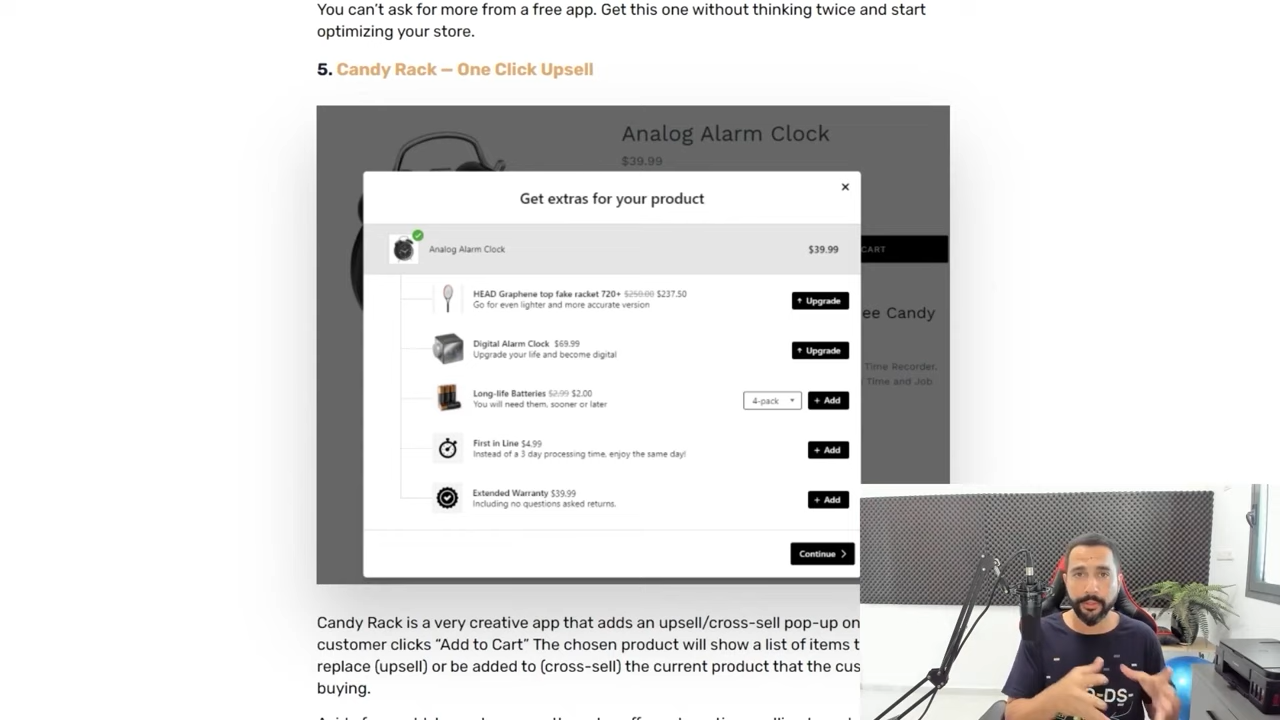 You can’t ask for more from a free app. Get this one without thinking twice and start
optimizing your store.
5. Candy Rack – One Click Upsell
Analog Alarm Clock
$39.99
Get extras for your product
×
Analog Alarm Clock
$39.99
CART
HEAD Graphene top fake racket 720+ $250.00 $237.50
Go for even lighter and more accurate version
Upgrade
ee Candy
Digital Alarm Clock $69.99
Upgrade your life and become digital
Upgrade
Time Recorder.
Time and Job
Long-life Batteries $2.99 $2.00
You will need them, sooner or later
4-pack
+ Add
First in Line $4.99
Instead of a 3 day processing time, enjoy the same day!
+ Add
Extended Warranty $39.99
Including no questions asked returns.
+ Add
Continue
Candy Rack is a very creative app that adds an upsell/cross-sell pop-up on
customer clicks “Add to Cart” The chosen product will show a list of items t
replace (upsell) or be added to (cross-sell) the current product that the cus
buying.
-DS-